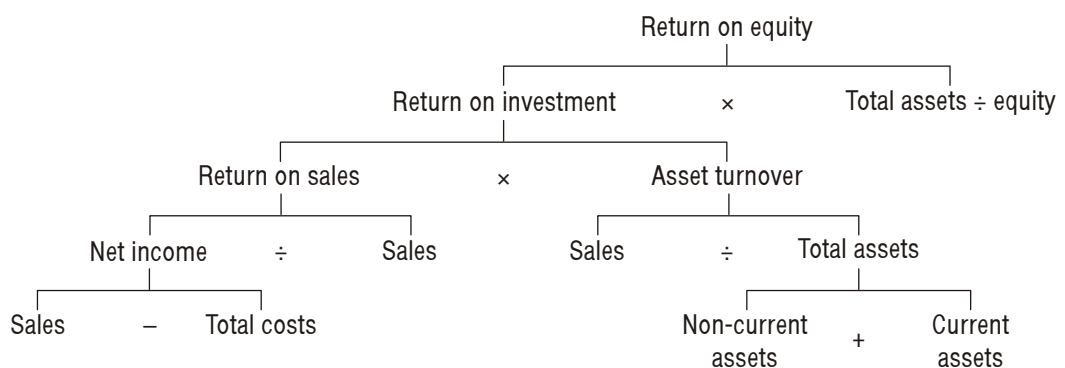 Return on equity
Return on investment × Total assets ÷ equity
Return on sales × Asset turnover
Net income ÷ Sales Sales ÷ Total assets
Sales – Total costs Non-current assets + Current assets